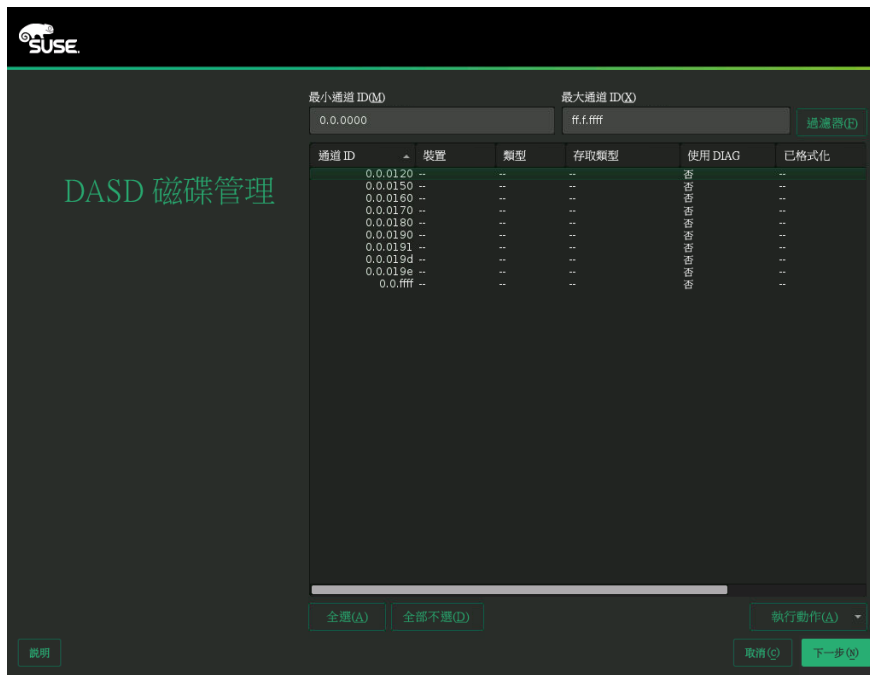 SUSE.
最小通道 ID(M) 最大通道 ID(X)
0.0.0000 ff.f.ffff 過濾器(F)
DASD 磁碟管理
通道 ID 裝置 類型 存取類型 使用 DIAG 已格式化
0.0.0120 -- -- -- 否 --
0.0.0150 -- -- -- 否 --
0.0.0160 -- -- -- 否 --
0.0.0170 -- -- -- 否 --
0.0.0180 -- -- -- 否 --
0.0.0190 -- -- -- 否 --
0.0.0191 -- -- -- 否 --
0.0.019d -- -- -- 否 --
0.0.019e -- -- -- 否 --
0.0.ffff -- -- -- 否 --
全選(A) 全部不選(D) 執行動作(A)
說明 取消(C) 下一步(N)